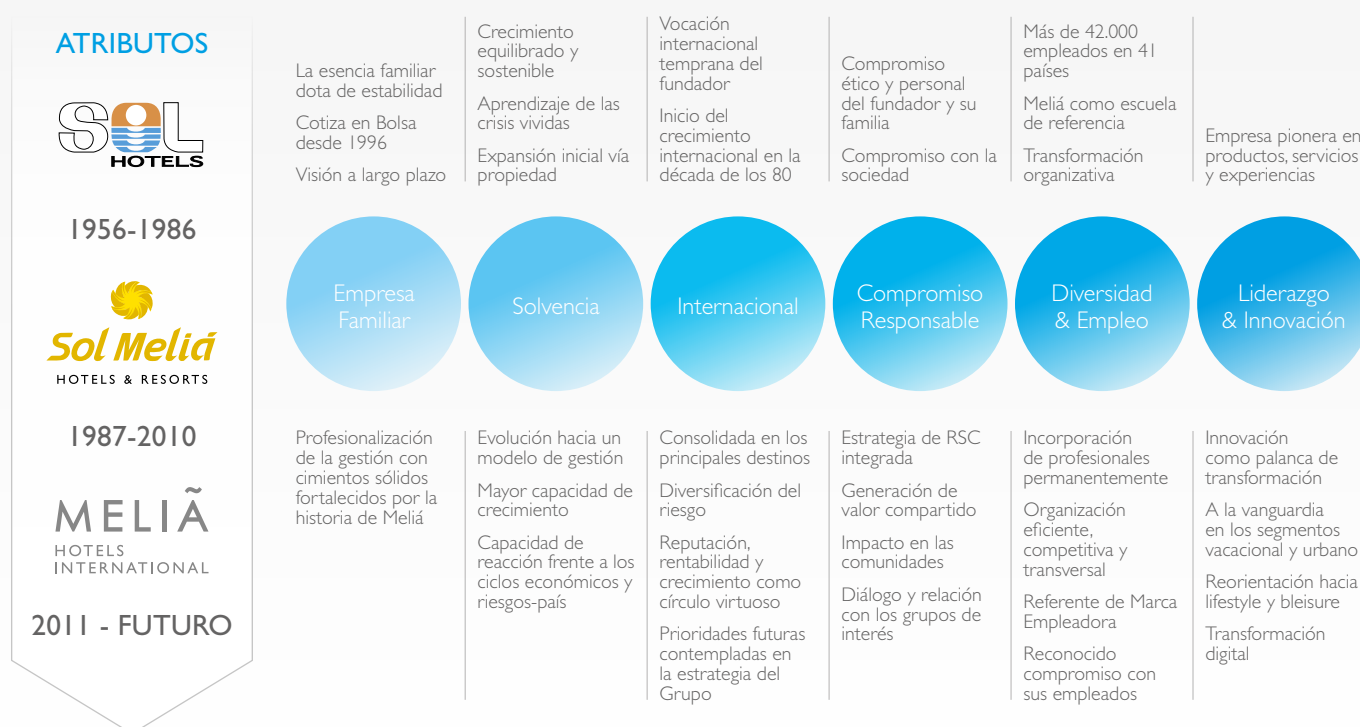 ATRIBUTOS
SOL
HOTELS
1956-1986
Sol Meliá
HOTELS & RESORTS
1987-2010
MELIÃ
HOTELS
INTERNATIONAL
2011 - FUTURO
La esencia familiar
dota de estabilidad
Cotiza en Bolsa
desde 1996
Visión a largo plazo
Crecimiento
equilibrado y
sostenible
Aprendizaje de las
crisis vividas
Expansión inicial vía
propiedad
Vocación
internacional
temprana del
fundador
Inicio del
crecimiento
internacional en la
década de los 80
Compromiso
ético y personal
del fundador y su
familia
Compromiso con la
sociedad
Más de 42.000
empleados en 41
países
Meliá como escuela
de referencia
Transformación
organizativa
Empresa pionera en
productos, servicios
y experiencias
Empresa
Familiar
Solvencia
Internacional
Compromiso
Responsable
Diversidad
& Empleo
Liderazgo
& Innovación
Profesionalización
de la gestión con
cimientos sólidos
fortalecidos por la
historia de Meliá
Evolución hacia un
modelo de gestión
Mayor capacidad de
crecimiento
Capacidad de
reacción frente a los
ciclos económicos y
riesgos-país
Consolidada en los
principales destinos
Diversificación del
riesgo
Reputación,
rentabilidad y
crecimiento como
círculo virtuoso
Prioridades futuras
contempladas en
la estrategia del
Grupo
Estrategia de RSC
integrada
Generación de
valor compartido
Impacto en las
comunidades
Diálogo y relación
con los grupos de
interés
Incorporación
de profesionales
permanentemente
Organización
eficiente,
competitiva y
transversal
Referente de Marca
Empleadora
Reconocido
compromiso con
sus empleados
Innovación
como palanca de
transformación
A la vanguardia
en los segmentos
vacacional y urbano
Reorientación hacia
lifestyle y bleisure
Transformación
digital